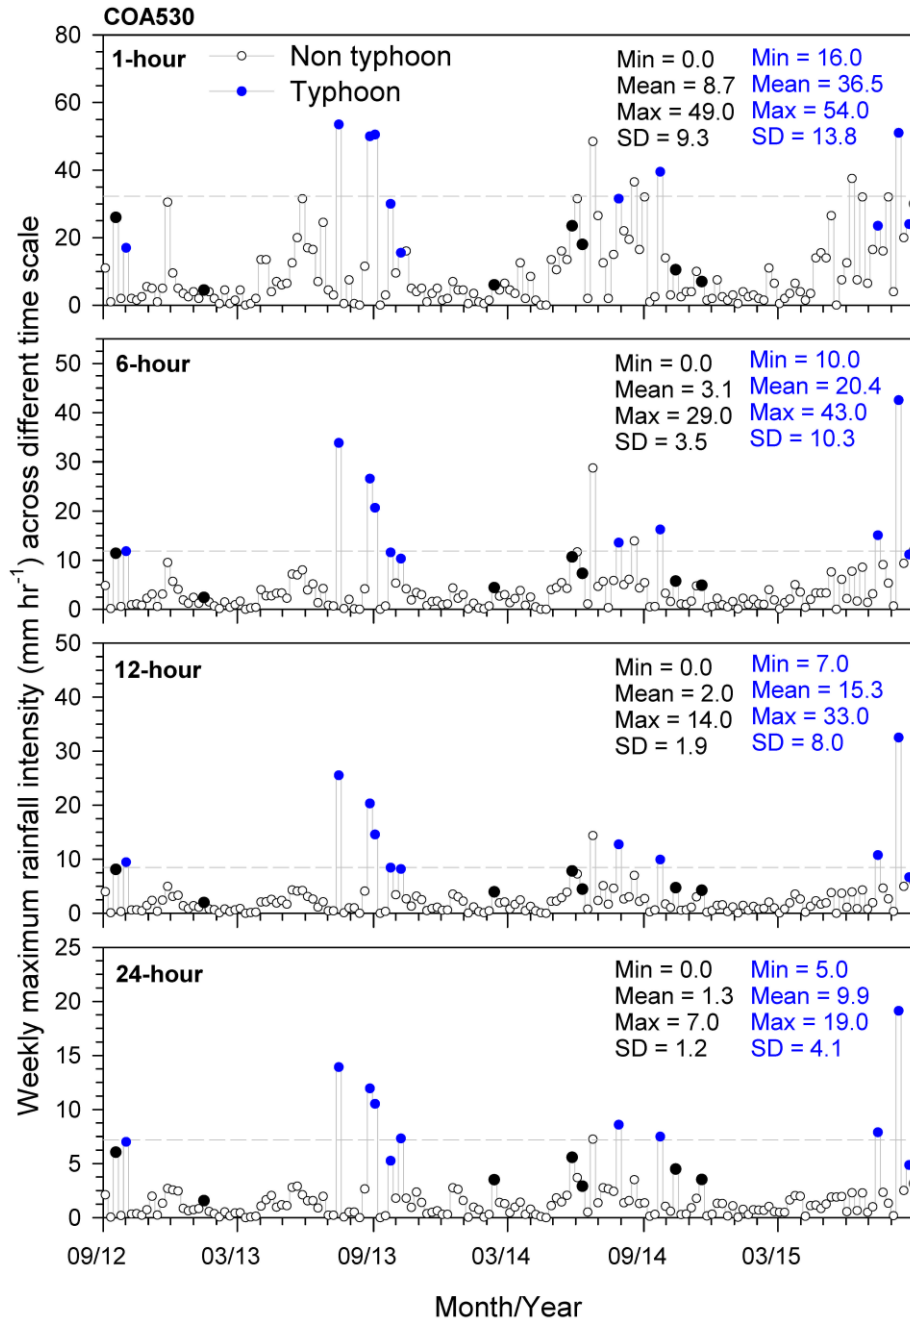 COA530
Weekly maximum rainfall intensity (mm hr⁻¹) across different time scale
80
60
40
20
0
1-hour
Non typhoon
Typhoon
Min = 0.0
Mean = 8.7
Max = 49.0
SD = 9.3
Min = 16.0
Mean = 36.5
Max = 54.0
SD = 13.8
50
40
30
20
10
0
6-hour
Min = 0.0
Mean = 3.1
Max = 29.0
SD = 3.5
Min = 10.0
Mean = 20.4
Max = 43.0
SD = 10.3
50
40
30
20
10
0
12-hour
Min = 0.0
Mean = 2.0
Max = 14.0
SD = 1.9
Min = 7.0
Mean = 15.3
Max = 33.0
SD = 8.0
25
20
15
10
5
0
24-hour
Min = 0.0
Mean = 1.3
Max = 7.0
SD = 1.2
Min = 5.0
Mean = 9.9
Max = 19.0
SD = 4.1
09/12 03/13 09/13 03/14 09/14 03/15
Month/Year